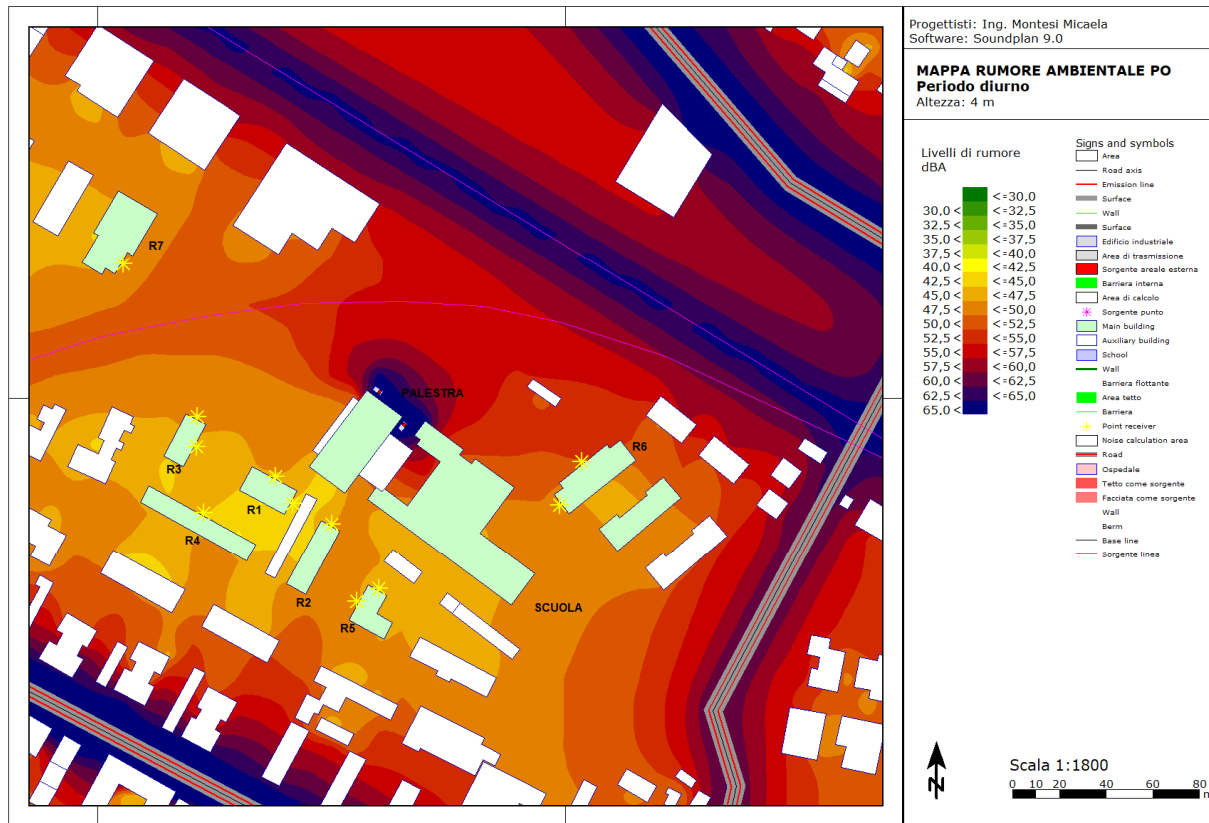 Progettisti: Ing. Montesi Micaela
Software: Soundplan 9.0
MAPPA RUMORE AMBIENTALE PO
Periodo diurno
Altezza: 4 m
Livelli di rumore
dBA
<=30,0
30,0 < <=32,5
32,5 < <=35,0
35,0 < <=37,5
37,5 < <=40,0
40,0 < <=42,5
42,5 < <=45,0
45,0 < <=47,5
47,5 < <=50,0
50,0 < <=52,5
52,5 < <=55,0
55,0 < <=57,5
57,5 < <=60,0
60,0 < <=62,5
62,5 < <=65,0
65,0 <
Signs and symbols
Area
Road axis
Emission line
Surface
Wall
Surface
Edificio industriale
Area di trasmissione
Sorgente areale esterna
Barriera interna
Area di calcolo
Sorgente punto
Main building
Auxiliary building
School
Wall
Barriera flottante
Area tetto
Barriera
Point receiver
Noise calculation area
Road
Ospedale
Tetto come sorgente
Facciata come sorgente
Wall
Berm
Base line
Sorgente linea
R7
PALESTRA
R6
R3
R1
R4
R2
SCUOLA
R5
N
Scala 1:1800
0 10 20 40 60 80
m